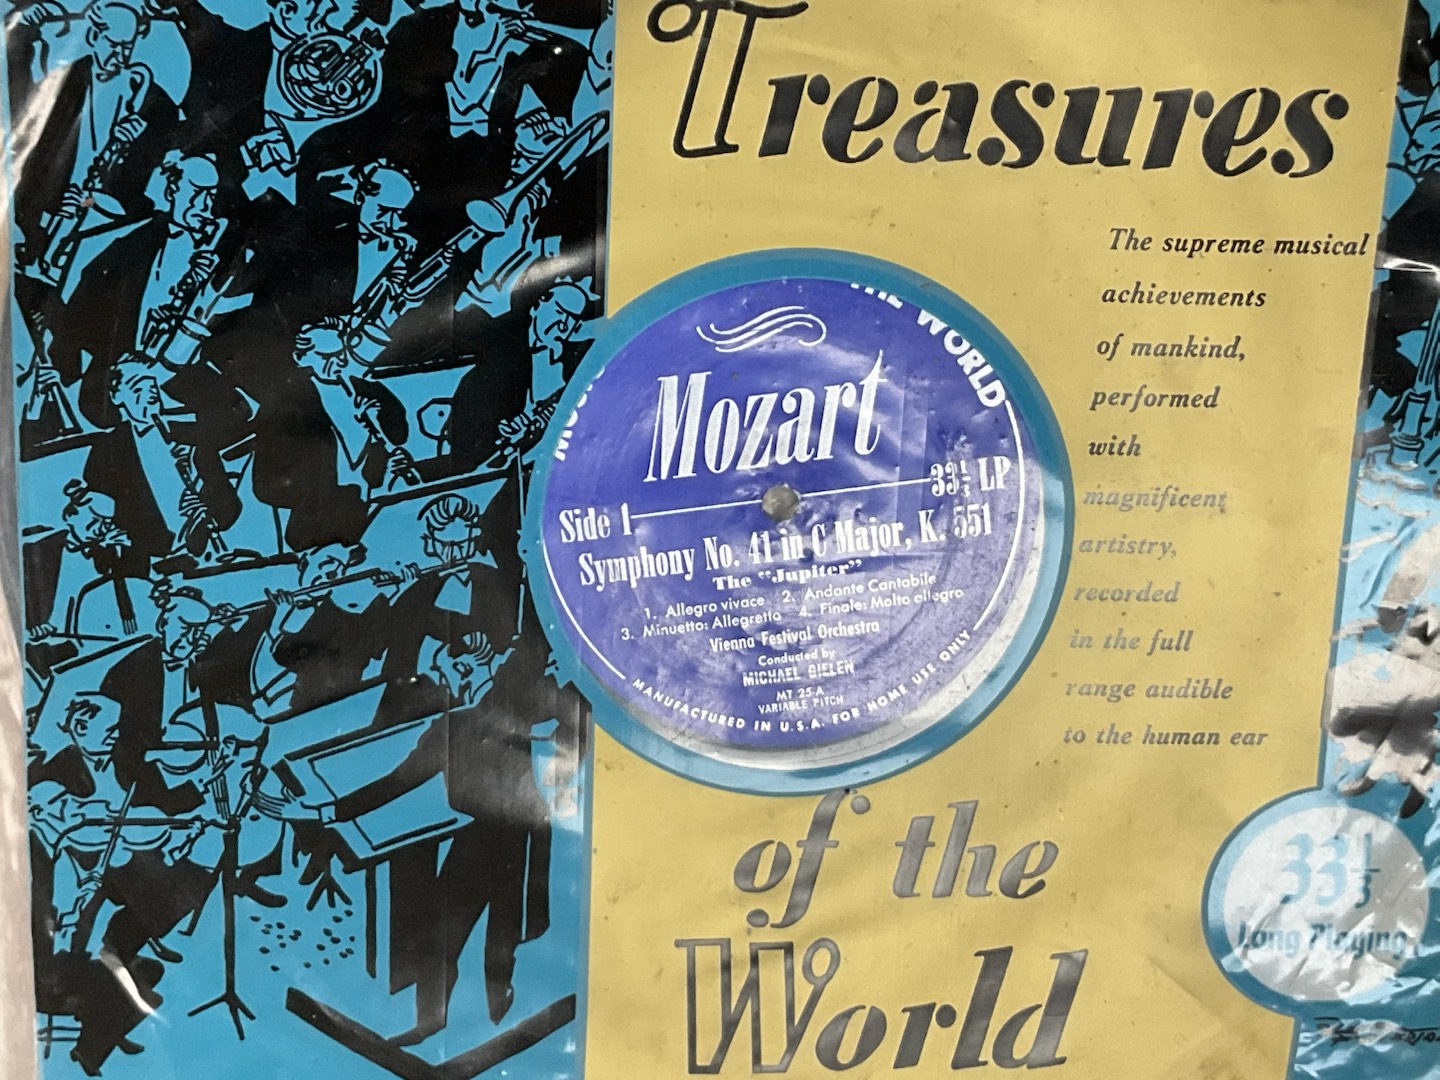 Treasures
The supreme musical
achievements
of mankind,
performed
with
magnificent
artistry,
recorded
in the full
range audible
to the human ear
THE WORLD
Mozart
Side 1
33⅓ LP
Symphony No. 41 in C Major, K. 551
The "Jupiter"
1. Allegro vivace 2. Andante Cantabile
3. Minuetto: Allegretto 4. Finale: Molto allegro
Vienna Festival Orchestra
Conducted by
MICHAEL GIELEN
MT 25-A
VARIABLE PITCH
MANUFACTURED IN U.S.A. FOR HOME USE ONLY
of the
World
33⅓
Long Playing